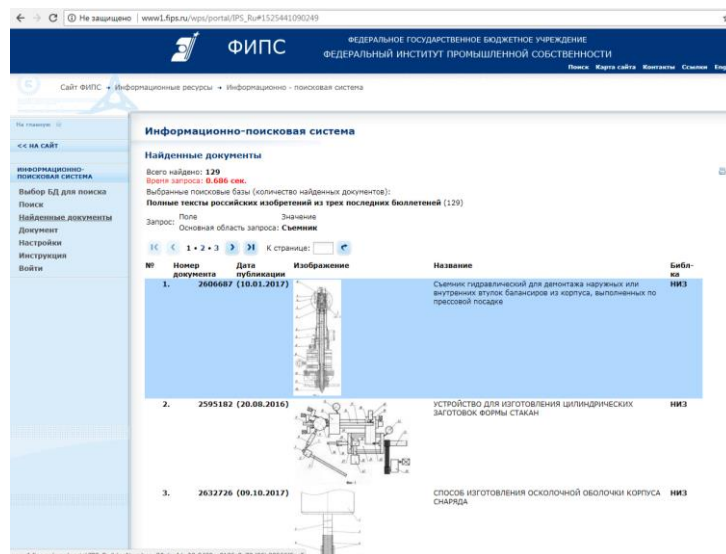 Не защищено | www1.fips.ru/wps/portal/IPS_Ru#1525441090249
ФИПС
ФЕДЕРАЛЬНОЕ ГОСУДАРСТВЕННОЕ БЮДЖЕТНОЕ УЧРЕЖДЕНИЕ
ФЕДЕРАЛЬНЫЙ ИНСТИТУТ ПРОМЫШЛЕННОЙ СОБСТВЕННОСТИ
Поиск Карта сайта Контакты Ссылки Eng
Сайт ФИПС → Информационные ресурсы → Информационно - поисковая система
На главную
<< НА САЙТ
ИНФОРМАЦИОННО-
ПОИСКОВАЯ СИСТЕМА
Выбор БД для поиска
Поиск
Найденные документы
Документ
Настройки
Инструкция
Войти
Информационно-поисковая система
Найденные документы
Всего найдено: 129
Время запроса: 0.686 сек.
Выбранные поисковые базы (количество найденных документов):
Полные тексты российских изобретений из трех последних бюллетеней (129)
Поле Значение
Запрос:
Основная область запроса: Съемник
1 • 2 • 3 К странице:
№ Номер документа Дата публикации Изображение Название Библ-ка
1. 2606687 (10.01.2017) Съемник гидравлический для демонтажа наружных или
внутренних втулок балансиров из корпуса, выполненных по
прессовой посадке НИЗ
2. 2595182 (20.08.2016) УСТРОЙСТВО ДЛЯ ИЗГОТОВЛЕНИЯ ЦИЛИНДРИЧЕСКИХ
ЗАГОТОВОК ФОРМЫ СТАКАН НИЗ
3. 2632726 (09.10.2017) СПОСОБ ИЗГОТОВЛЕНИЯ ОСКОЛОЧНОЙ ОБОЛОЧКИ КОРПУСА
СНАРЯДА НИЗ